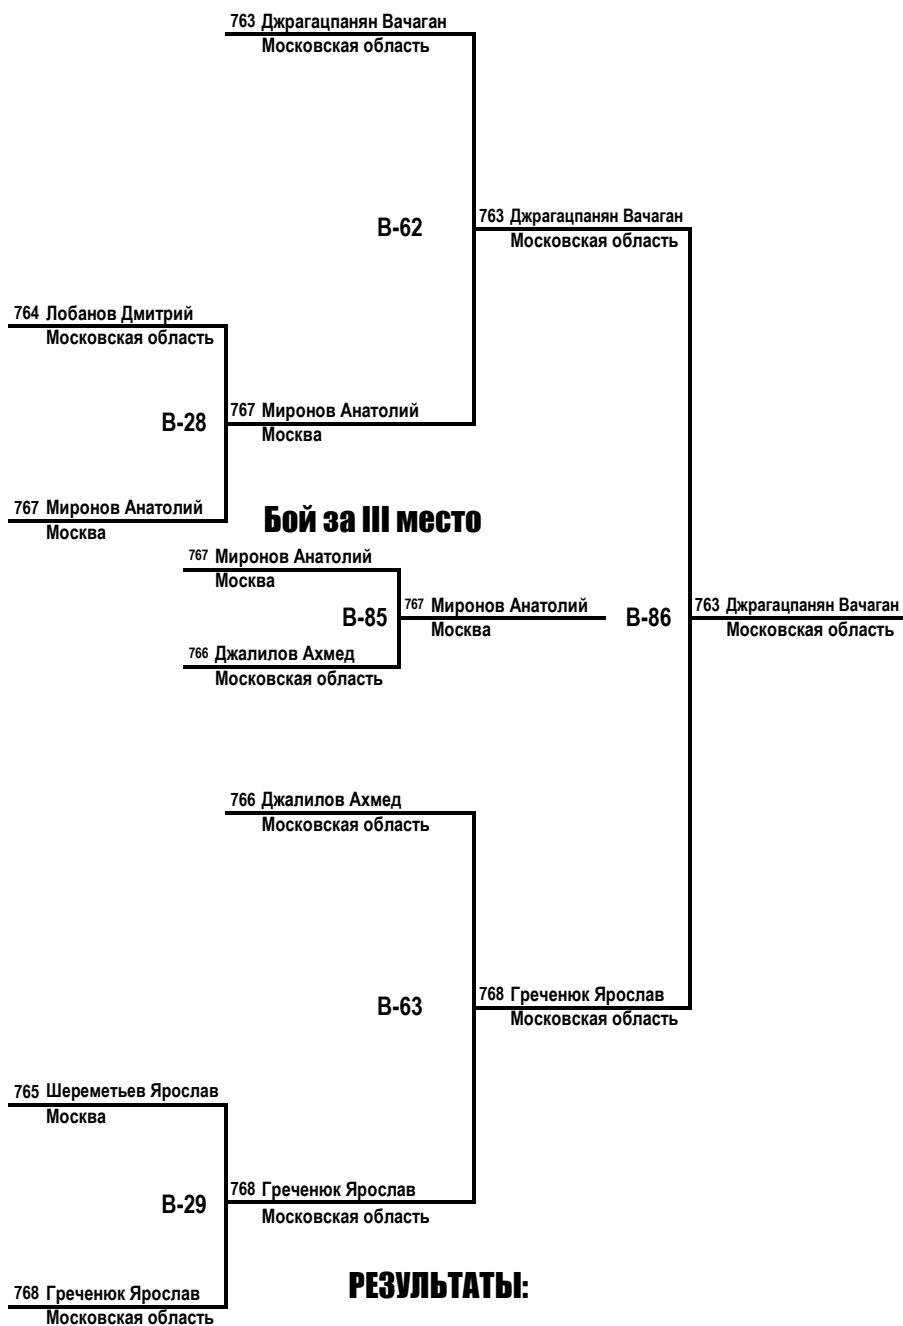 763 Джрагацпанян Вачаган
Московская область
В-62
763 Джрагацпанян Вачаган
Московская область
764 Лобанов Дмитрий
Московская область
В-28
767 Миронов Анатолий
Москва
767 Миронов Анатолий
Москва
Бой за III место
767 Миронов Анатолий
Москва
В-85
767 Миронов Анатолий
Москва
В-86
763 Джрагацпанян Вачаган
Московская область
766 Джалилов Ахмед
Московская область
766 Джалилов Ахмед
Московская область
В-63
768 Греченюк Ярослав
Московская область
765 Шереметьев Ярослав
Москва
В-29
768 Греченюк Ярослав
Московская область
768 Греченюк Ярослав
Московская область
РЕЗУЛЬТАТЫ: